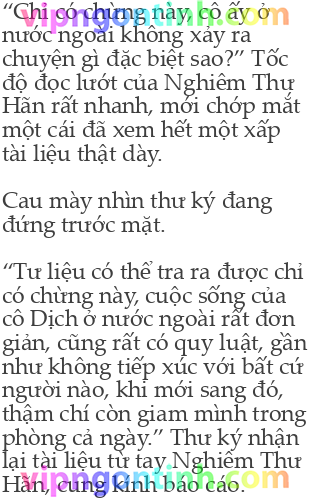 “Chỉ có chừng này, cô ấy ở
nước ngoài không xảy ra
chuyện gì đặc biệt sao?” Tốc
độ đọc lướt của Nghiêm Thư
Hãn rất nhanh, mới chớp mắt
một cái đã xem hết một xấp
tài liệu thật dày.
Cau mày nhìn thư ký đang
đứng trước mặt.
“Tư liệu có thể tra ra được chỉ
có chừng này, cuộc sống của
cô Dịch ở nước ngoài rất đơn
giản, cũng rất có quy luật, gần
như không tiếp xúc với bất cứ
người nào, khi mới sang đó,
thậm chí còn giam mình trong
phòng cả ngày.” Thư ký nhận
lại tài liệu từ tay Nghiêm Thư
Hãn, cung kính báo cáo.
vipngontinh.com
vipngontinh.com